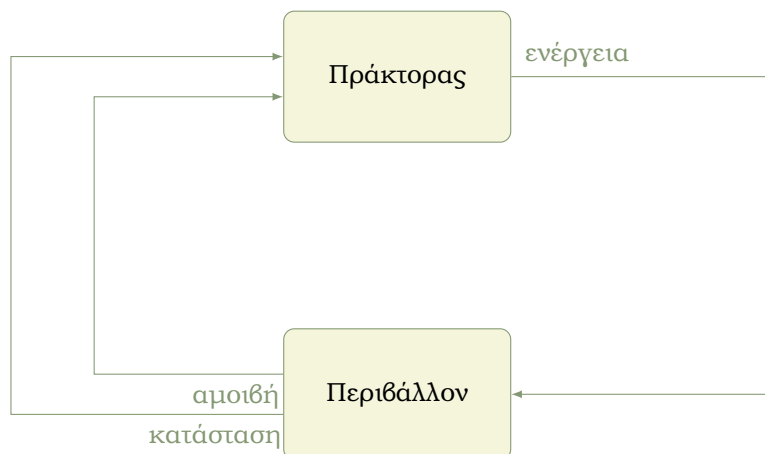 ενέργεια
Πράκτορας
αμοιβή
Περιβάλλον
κατάσταση